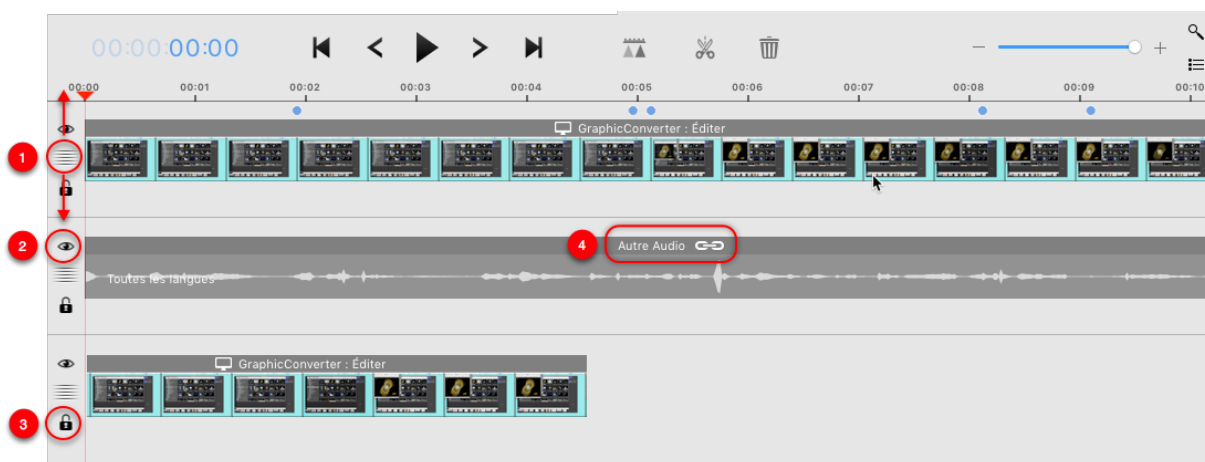 00:00:00:00
00:00 00:01 00:02 00:03 00:04 00:05 00:06 00:07 00:08 00:09 00:10
GraphicConverter : Éditer
1
2
4 Autre Audio
Toutes les langues
GraphicConverter : Éditer
3